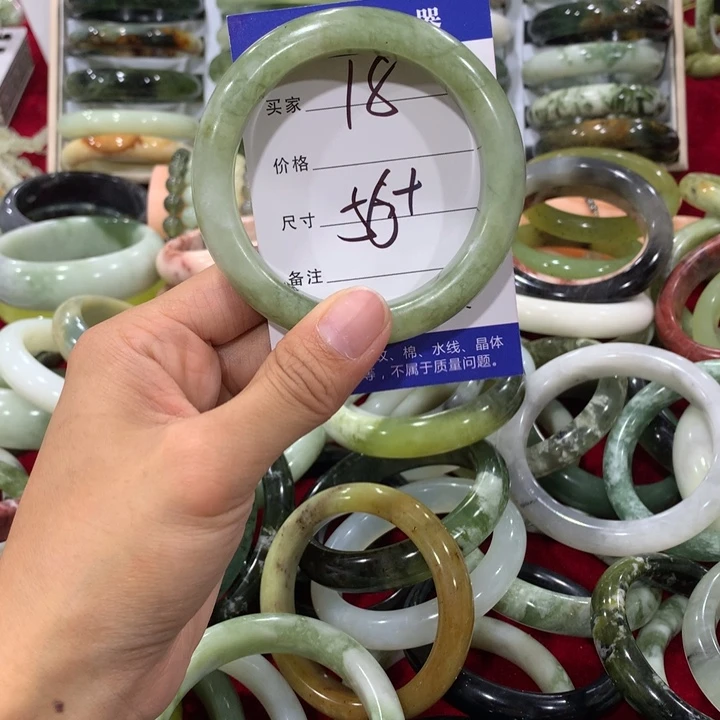 器
买家 18
价格
尺寸 56+
备注
、棉、水线、晶体
等，不属于质量问题。